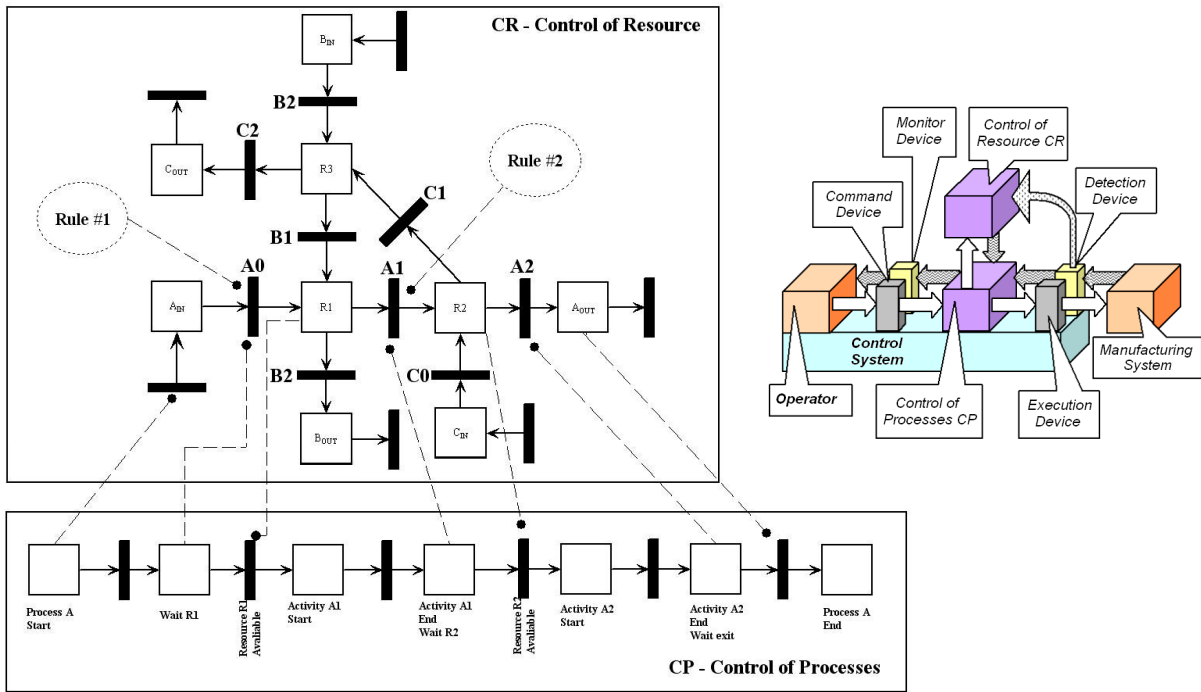 CR - Control of Resource
B_IN
B2
C2
C_OUT
R3
Rule #2
C1
Rule #1
B1
A0
A1
A2
A_IN
R1
R2
A_OUT
B2
C0
B_OUT
C_IN
Process A
Start
Wait R1
Resource R1
Avaliable
Activity A1
Start
Activity A1
End
Wait R2
Resource R2
Avaliable
Activity A2
Start
Activity A2
End
Wait exit
Process A
End
CP - Control of Processes
Monitor
Device
Control of
Resource CR
Command
Device
Detection
Device
Control
System
Operator
Control of
Processes CP
Execution
Device
Manufacturing
System